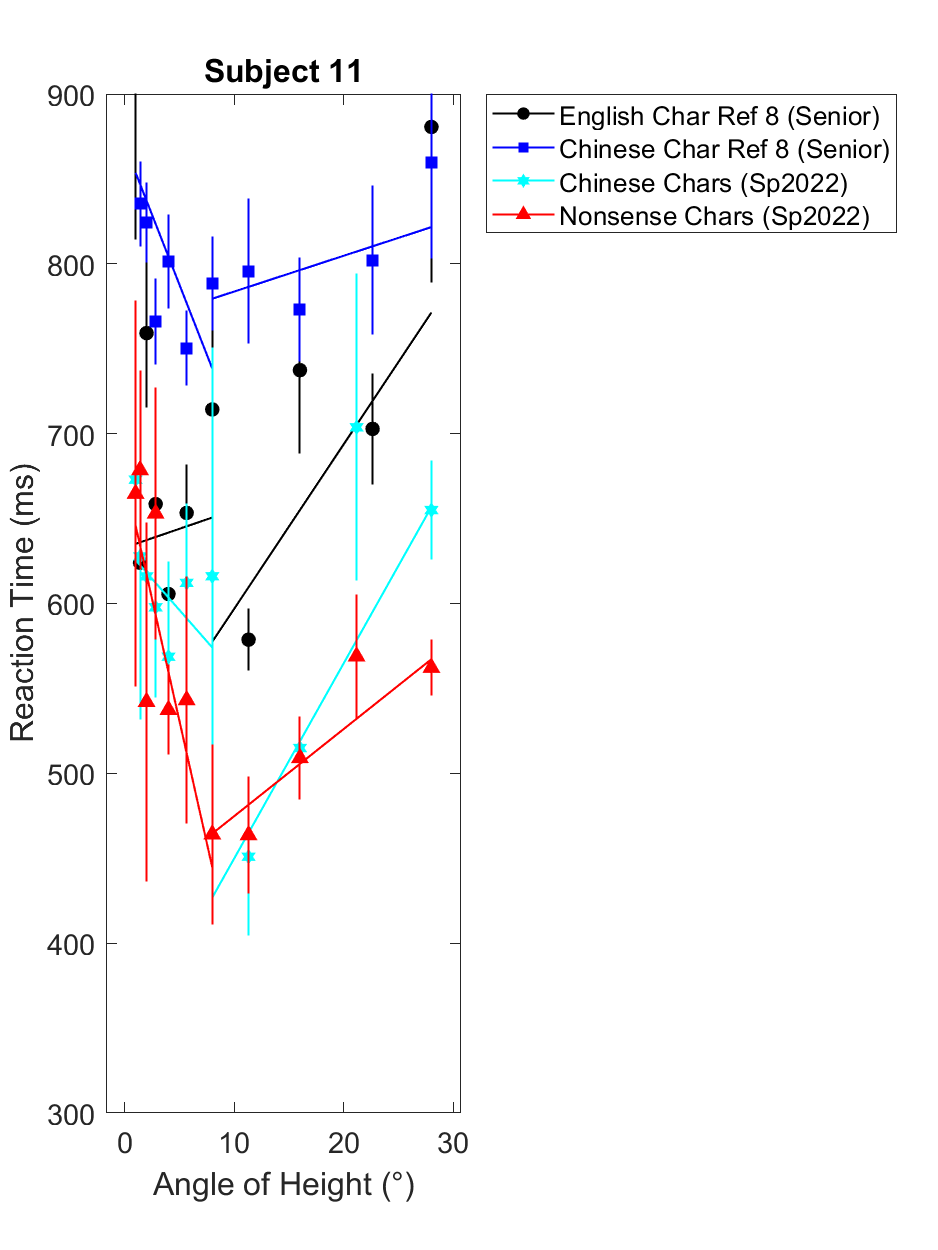 Subject 11
900
800
700
600
500
400
300
0 10 20 30
Reaction Time (ms)
Angle of Height (°)
English Char Ref 8 (Senior)
Chinese Char Ref 8 (Senior)
Chinese Chars (Sp2022)
Nonsense Chars (Sp2022)